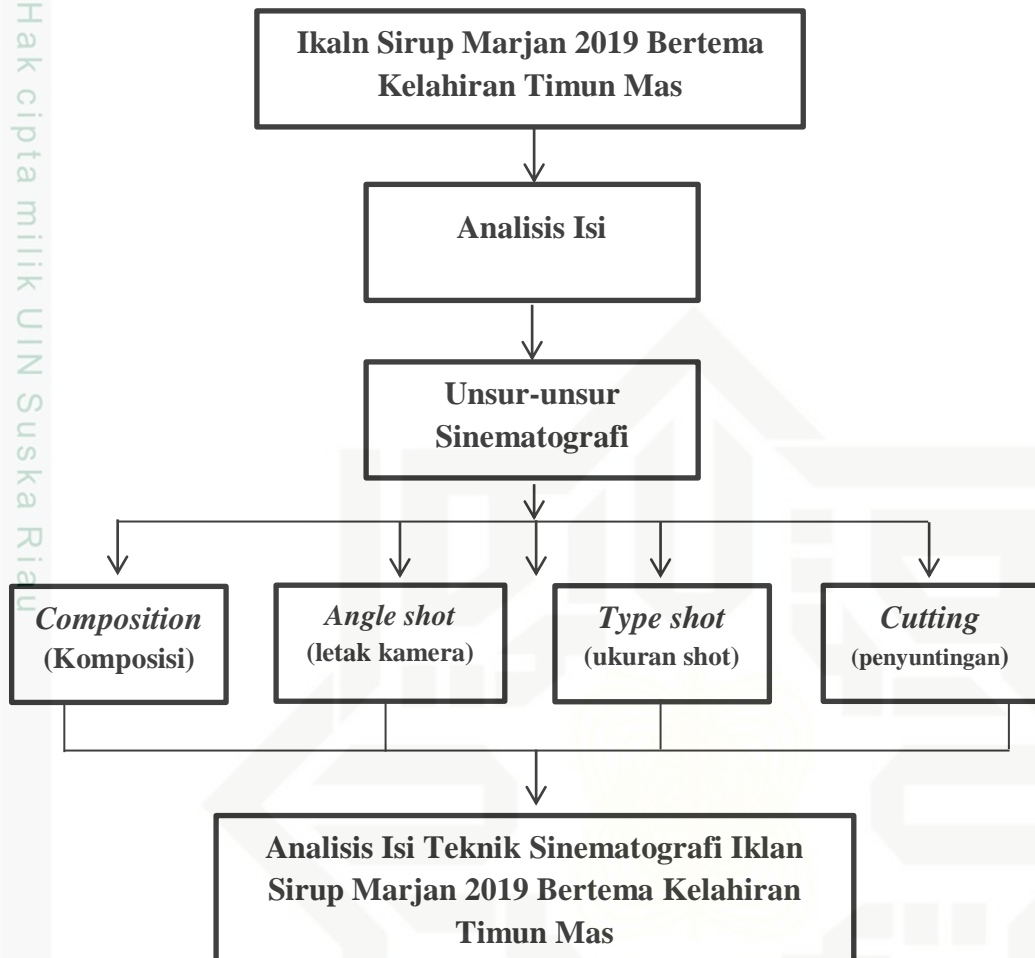 Hak cipta milik UIN Suska Riau
Ikaln Sirup Marjan 2019 Bertema
Kelahiran Timun Mas
Analisis Isi
Unsur-unsur
Sinematografi
Composition
(Komposisi)
Angle shot
(letak kamera)
Type shot
(ukuran shot)
Cutting
(penyuntingan)
Analisis Isi Teknik Sinematografi Iklan
Sirup Marjan 2019 Bertema Kelahiran
Timun Mas